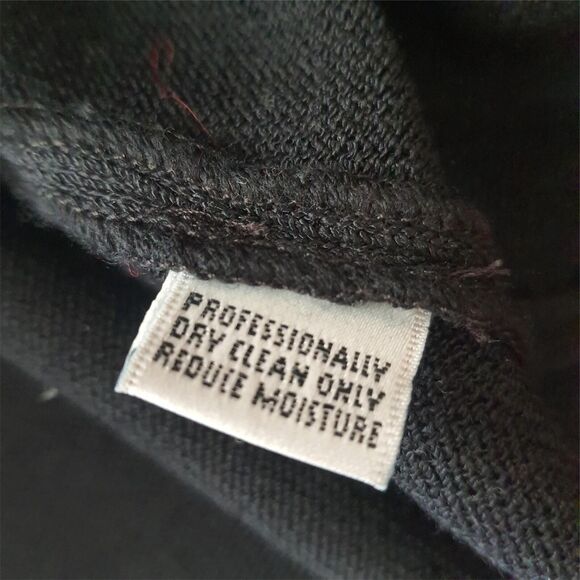 PROFESSIONALLY
DRY CLEAN ONLY
REDUCE MOISTURE